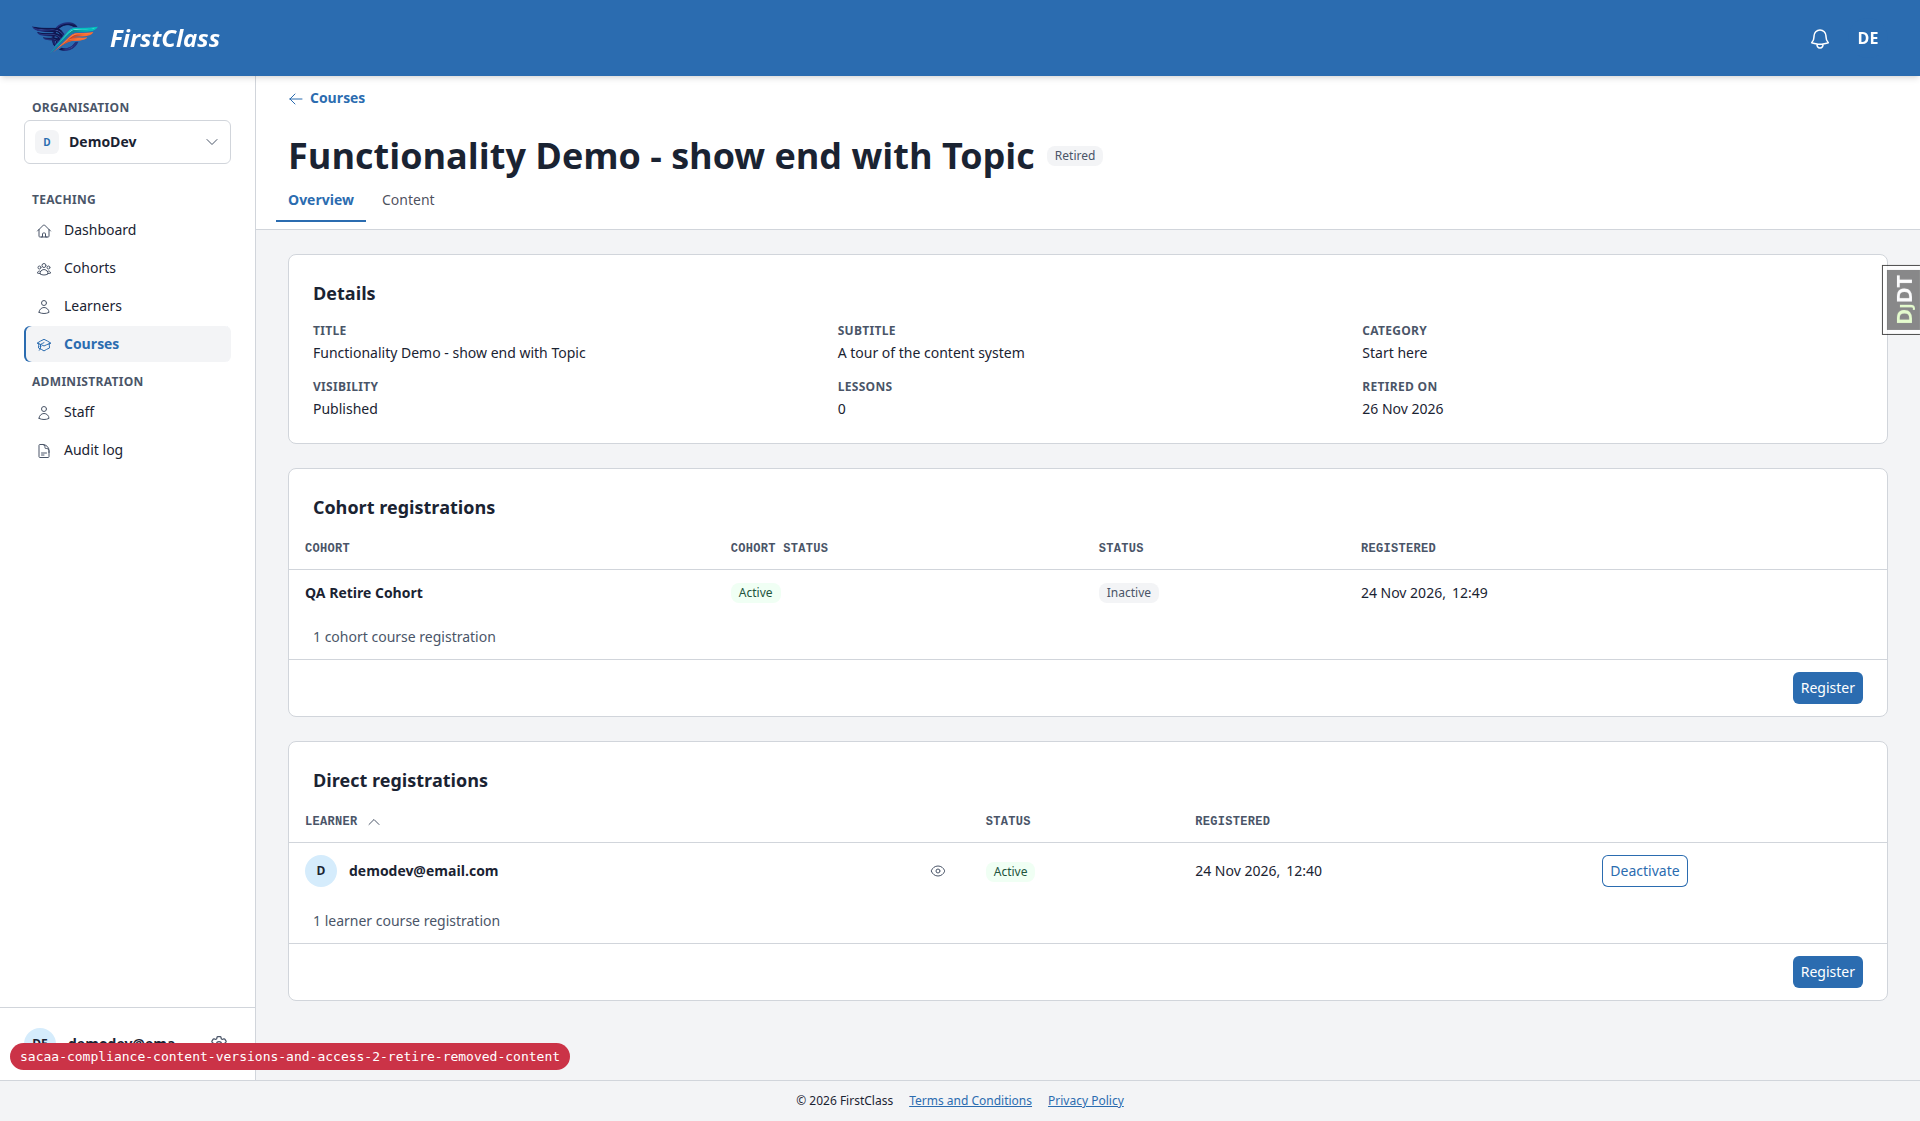 FirstClass
DE
ORGANISATION
D DemoDev
TEACHING
Dashboard
Cohorts
Learners
Courses
ADMINISTRATION
Staff
Audit log
Courses
Functionality Demo - show end with Topic Retired
Overview Content
Details
TITLE SUBTITLE CATEGORY
Functionality Demo - show end with Topic A tour of the content system Start here
VISIBILITY LESSONS RETIRED ON
Published 0 26 Nov 2026
Cohort registrations
COHORT COHORT STATUS STATUS REGISTERED
QA Retire Cohort Active Inactive 24 Nov 2026, 12:49
1 cohort course registration
Register
Direct registrations
LEARNER STATUS REGISTERED
D demodev@email.com Active 24 Nov 2026, 12:40 Deactivate
1 learner course registration
Register
DjDT
DE demodev@ema
sacaa-compliance-content-versions-and-access-2-retire-removed-content
© 2026 FirstClass Terms and Conditions Privacy Policy